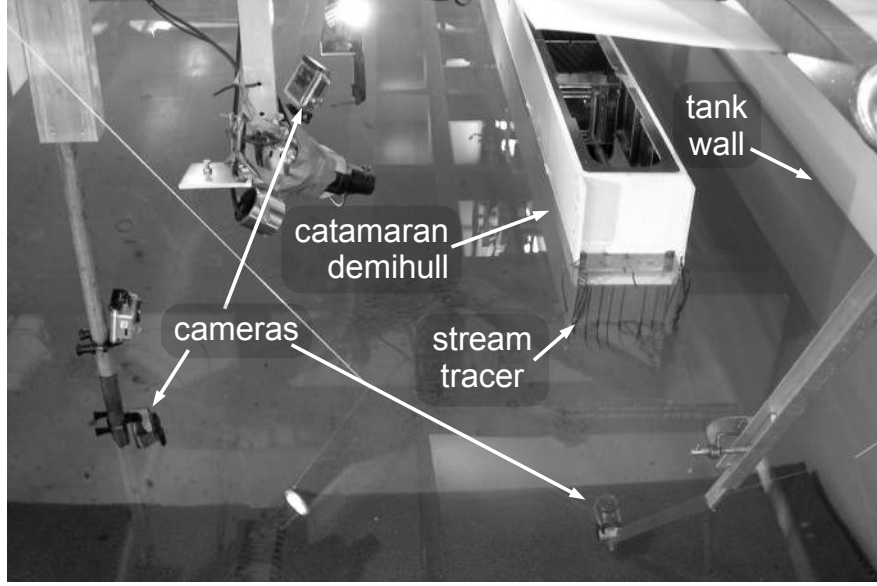 tank
wall
catamaran
demihull
cameras
stream
tracer